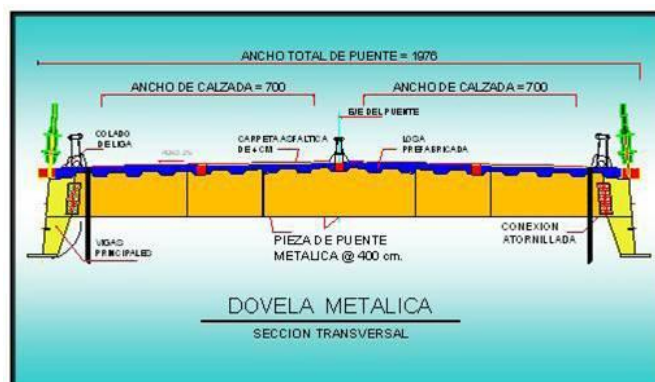 ANCHO TOTAL DE PUENTE = 1976
ANCHO DE CALZADA = 700
ANCHO DE CALZADA = 700
EJE DEL PUENTE
COLADO
DE LIGA
CARPETA ASFALTICA
DE 4 CM
LOSA
PREFABRICADA
VIGAS
PRINCIPALES
PIEZA DE PUENTE
METALICA @ 400 cm.
CONEXION
ATORNILLADA
DOVELA METALICA
SECCION TRANSVERSAL